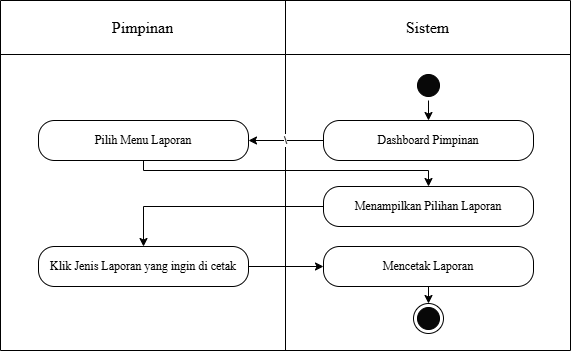 Pimpinan
Sistem
Dashboard Pimpinan
\
Pilih Menu Laporan
Menampilkan Pilihan Laporan
Klik Jenis Laporan yang ingin di cetak
Mencetak Laporan